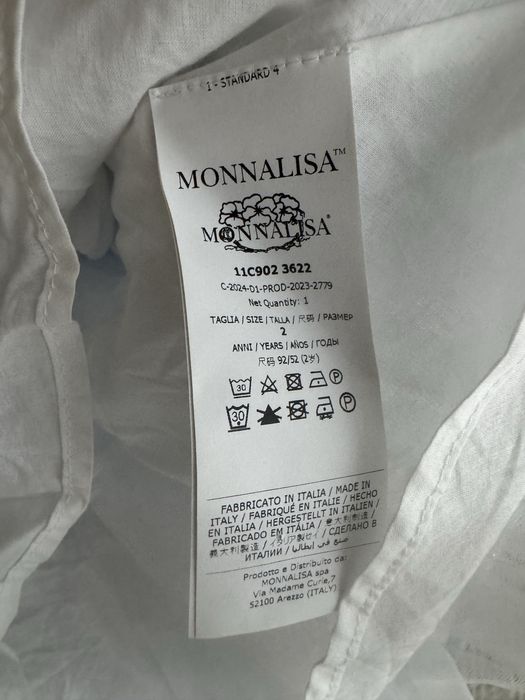 1 - STANDARD 4
MONNALISA™
MONNALISA®
11C902 3622
C-2024-D1-PROD-2023-2779
Net Quantity: 1
TAGLIA / SIZE / TALLA / 尺码 / РАЗМЕР
2
ANNI / YEARS / AÑOS / ГОДЫ
尺码 92/52 (2岁)
30 P
30 P
FABBRICATO IN ITALIA / MADE IN
ITALY / FABRIQUÉ EN ITALIE / HECHO
EN ITALIA / HERGESTELLT IN ITALIEN /
FABRICADO EM ITÁLIA / 意大利制造 /
義大利製造 / イタリア製 / СДЕЛАНО В
ИТАЛИИ / صنع في إيطاليا
Prodotto e Distribuito da:
MONNALISA spa
Via Madame Curie,7
52100 Arezzo (ITALY)